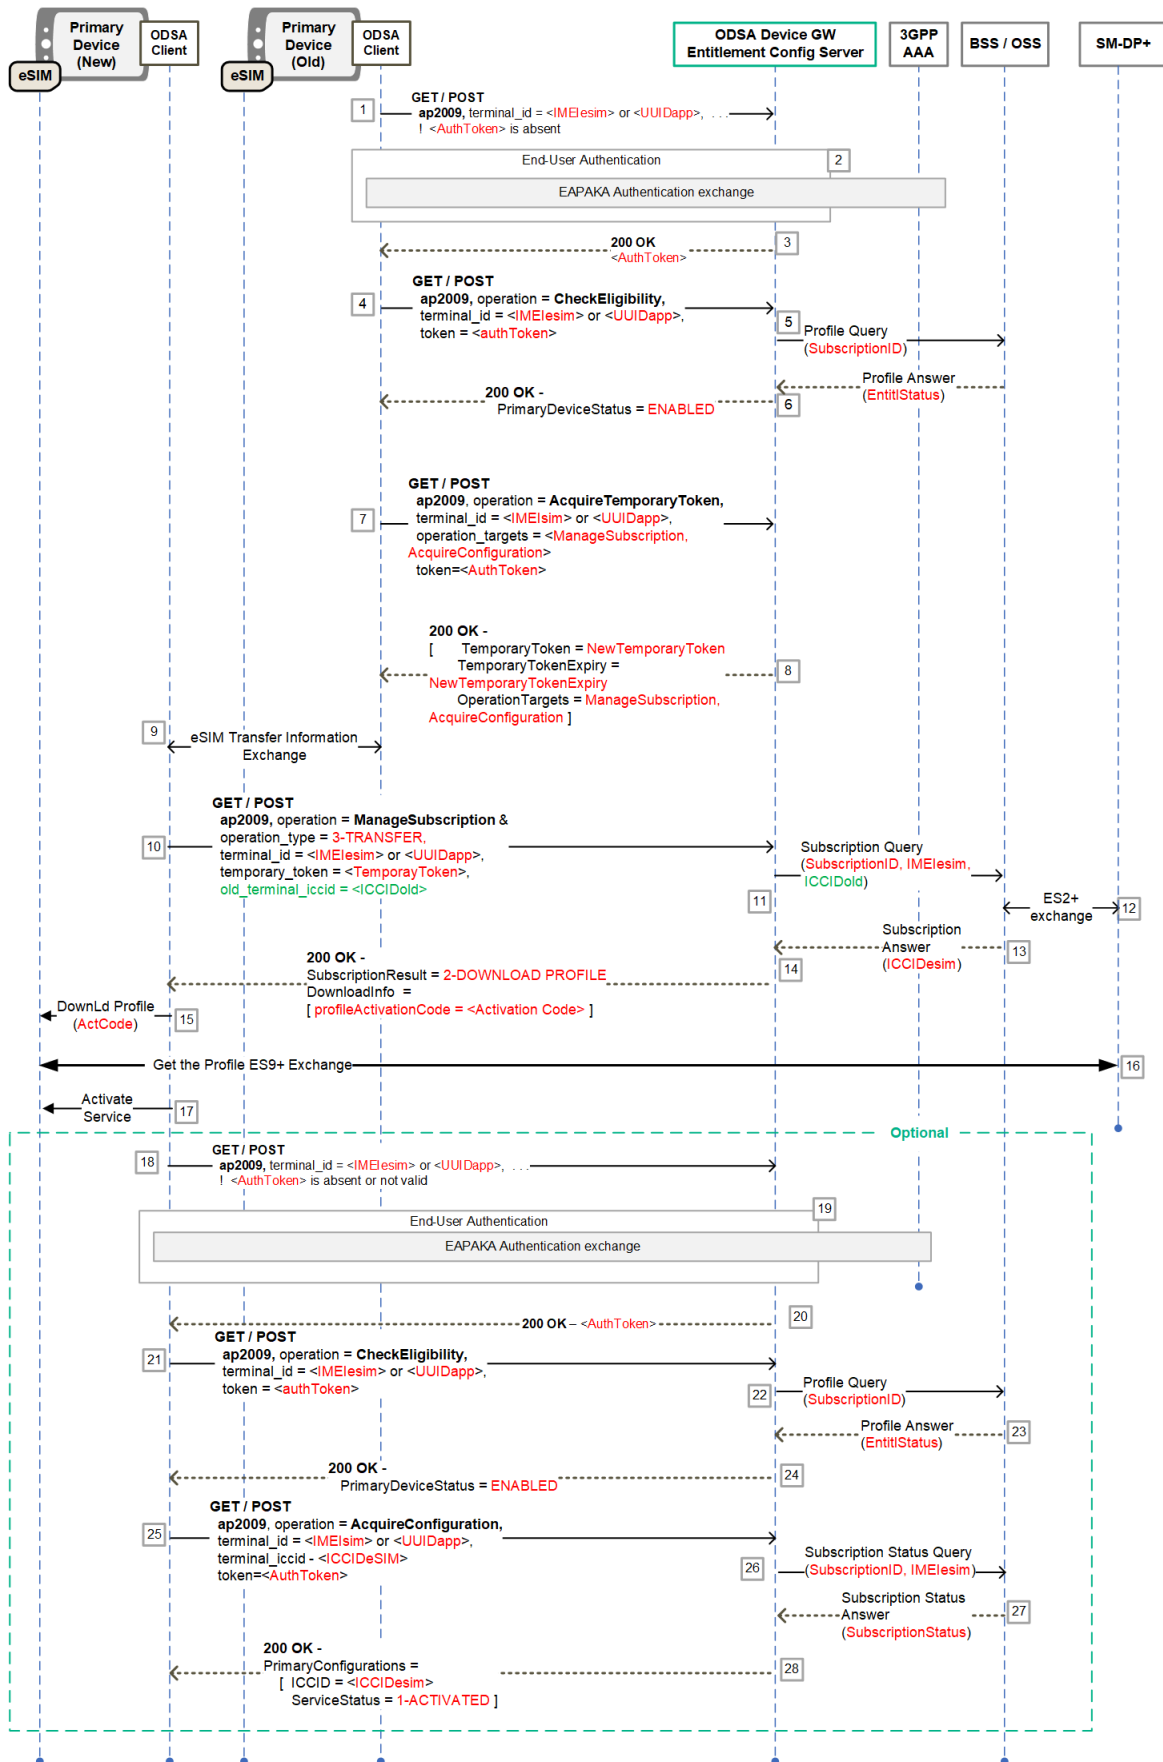 Primary
Device
(New)
eSIM
ODSA
Client
Primary
Device
(Old)
eSIM
ODSA
Client
ODSA Device GW
Entitlement Config Server
3GPP
AAA
BSS / OSS
SM-DP+
1
GET / POST
ap2009, terminal_id = <IMEIesim> or <UUIDapp>, ...
! <AuthToken> is absent
End-User Authentication
2
EAPAKA Authentication exchange
200 OK
<AuthToken>
3
4
GET / POST
ap2009, operation = CheckEligibility,
terminal_id = <IMEIesim> or <UUIDapp>,
token = <authToken>
5
Profile Query
(SubscriptionID)
Profile Answer
(EntitlStatus)
200 OK -
PrimaryDeviceStatus = ENABLED
6
7
GET / POST
ap2009, operation = AcquireTemporaryToken,
terminal_id = <IMEIsim> or <UUIDapp>,
operation_targets = <ManageSubscription,
AcquireConfiguration>
token=<AuthToken>
200 OK -
[ TemporaryToken = NewTemporaryToken
TemporaryTokenExpiry =
NewTemporaryTokenExpiry
OperationTargets = ManageSubscription,
AcquireConfiguration ]
8
9
eSIM Transfer Information
Exchange
10
GET / POST
ap2009, operation = ManageSubscription &
operation_type = 3-TRANSFER,
terminal_id = <IMEIesim> or <UUIDapp>,
temporary_token = <TemporayToken>,
old_terminal_iccid = <ICCIDold>
Subscription Query
(SubscriptionID, IMEIesim,
ICCIDold)
11
ES2+
exchange
12
Subscription
Answer
(ICCIDesim)
13
200 OK -
SubscriptionResult = 2-DOWNLOAD PROFILE
DownloadInfo =
[ profileActivationCode = <Activation Code> ]
14
DownLd Profile
(ActCode)
15
Get the Profile ES9+ Exchange
16
Activate
Service
17
Optional
18
GET / POST
ap2009, terminal_id = <IMEIesim> or <UUIDapp>, ...
! <AuthToken> is absent or not valid
19
End-User Authentication
EAPAKA Authentication exchange
200 OK – <AuthToken>
20
21
GET / POST
ap2009, operation = CheckEligibility,
terminal_id = <IMEIesim> or <UUIDapp>,
token = <authToken>
22
Profile Query
(SubscriptionID)
Profile Answer
(EntitlStatus)
23
200 OK -
PrimaryDeviceStatus = ENABLED
24
25
GET / POST
ap2009, operation = AcquireConfiguration,
terminal_id = <IMEIsim> or <UUIDapp>,
terminal_iccid - <ICCIDeSIM>
token=<AuthToken>
26
Subscription Status Query
(SubscriptionID, IMEIesim)
Subscription Status
Answer
(SubscriptionStatus)
27
200 OK -
PrimaryConfigurations =
[ ICCID = <ICCIDesim>
ServiceStatus = 1-ACTIVATED ]
28